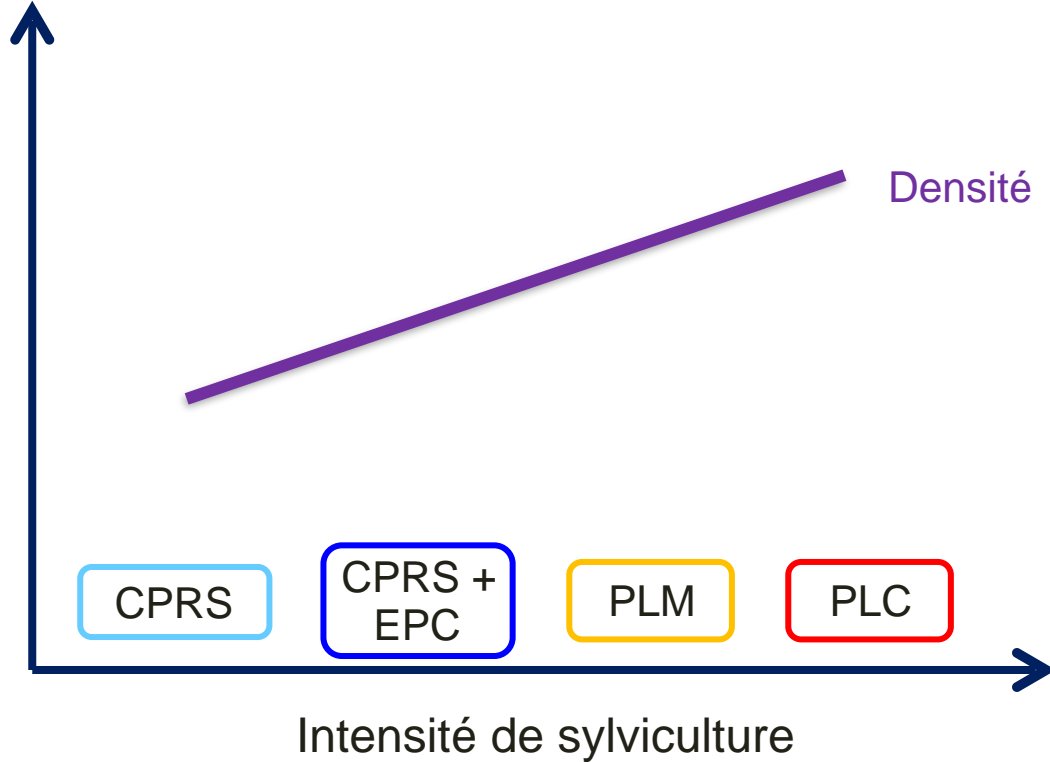 Densité
CPRS
CPRS +
EPC
PLM
PLC
Intensité de sylviculture